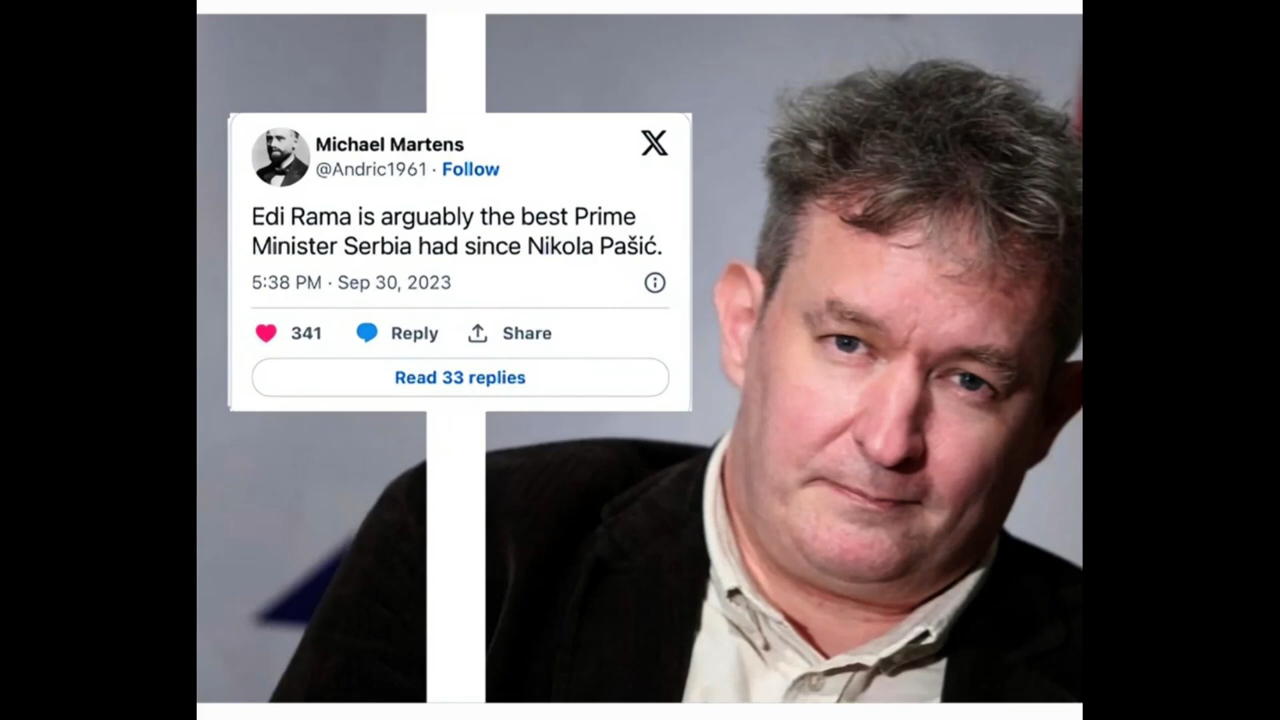 Michael Martens
@Andric1961 · Follow
Edi Rama is arguably the best Prime
Minister Serbia had since Nikola Pašić.
5:38 PM · Sep 30, 2023
341 Reply Share
Read 33 replies